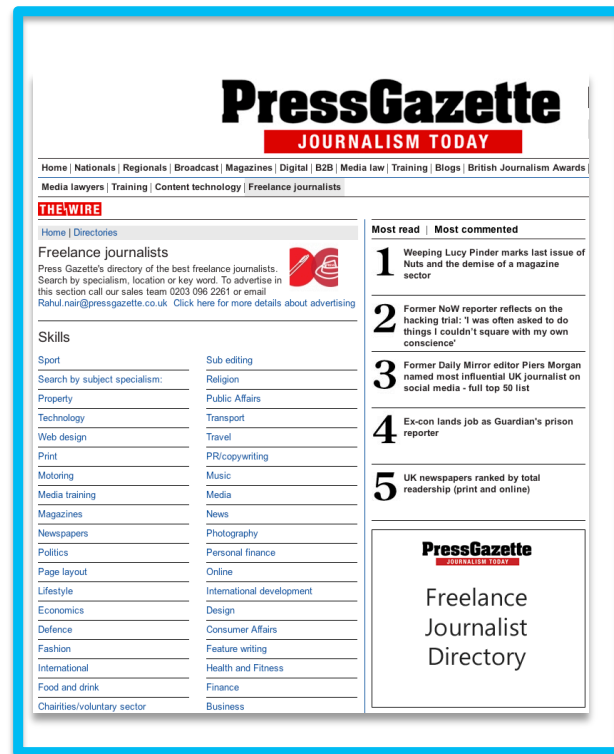 PressGazette
JOURNALISM TODAY
Home | Nationals | Regionals | Broadcast | Magazines | Digital | B2B | Media law | Training | Blogs | British Journalism Awards
Media lawyers | Training | Content technology | Freelance journalists
THE WIRE
Home | Directories
Freelance journalists
Press Gazette's directory of the best freelance journalists.
Search by specialism, location or key word. To advertise in
this section call our sales team 0203 096 2261 or email
Rahul.nair@pressgazette.co.uk Click here for more details about advertising
Skills
Sport
Search by subject specialism:
Property
Technology
Web design
Print
Motoring
Media training
Magazines
Newspapers
Politics
Page layout
Lifestyle
Economics
Defence
Fashion
International
Food and drink
Chairities/voluntary sector
Sub editing
Religion
Public Affairs
Transport
Travel
PR/copywriting
Music
Media
News
Photography
Personal finance
Online
International development
Design
Consumer Affairs
Feature writing
Health and Fitness
Finance
Business
Most read | Most commented
1
Weeping Lucy Pinder marks last issue of
Nuts and the demise of a magazine
sector
2
Former NoW reporter reflects on the
hacking trial: 'I was often asked to do
things I couldn't square with my own
conscience'
3
Former Daily Mirror editor Piers Morgan
named most influential UK journalist on
social media - full top 50 list
4
Ex-con lands job as Guardian's prison
reporter
5
UK newspapers ranked by total
readership (print and online)
PressGazette
JOURNALISM TODAY
Freelance
Journalist
Directory